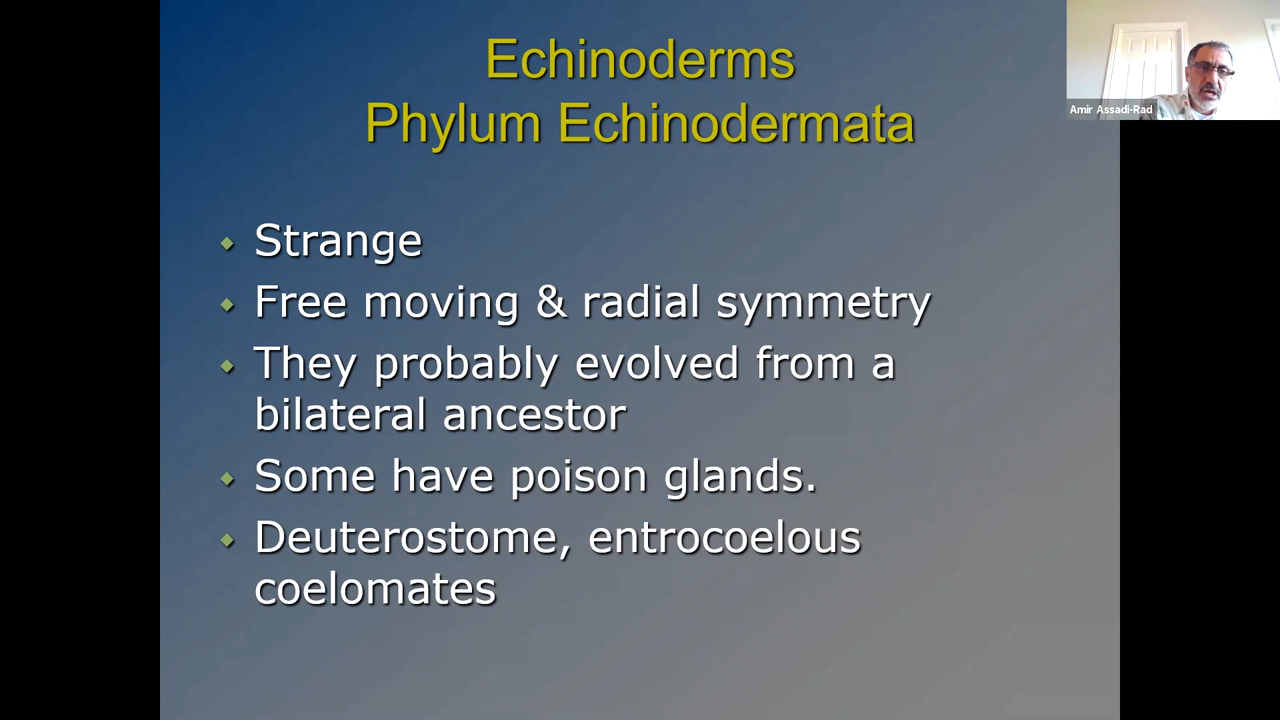 Echinoderms
Phylum Echinodermata
Amir Assadi-Rad
Strange
Free moving & radial symmetry
They probably evolved from a
bilateral ancestor
Some have poison glands.
Deuterostome, entrocoelous
coelomates